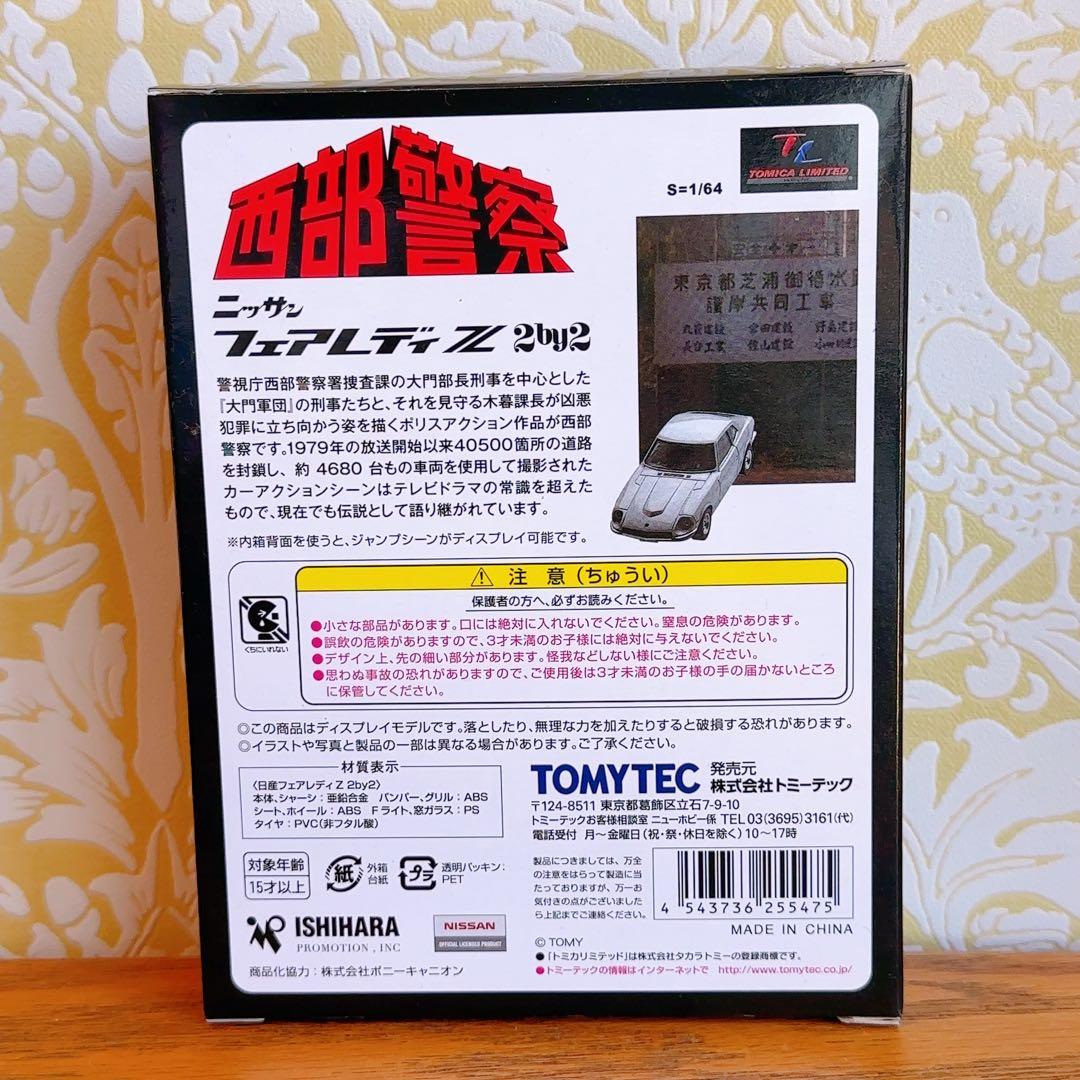 西部警察
S=1/64
TL
TOMICA LIMITED
ニッサン
フェアレディ Z 2by2
東京都芝浦御待水
護岸共同工事
警視庁西部警察署捜査課の大門部長刑事を中心とした
『大門軍団』の刑事たちと、それを見守る木暮課長が凶悪
犯罪に立ち向かう姿を描くポリスアクション作品が西部
警察です。1979年の放送開始以来40500箇所の道路
を封鎖し、約 4680 台もの車両を使用して撮影された
カーアクションシーンはテレビドラマの常識を超えた
もので、現在でも伝説として語り継がれています。
※内箱背面を使うと、ジャンプシーンがディスプレイ可能です。
くちにいれない
⚠ 注 意（ちゅうい）
保護者の方へ、必ずお読みください。
●小さな部品があります。口には絶対に入れないでください。窒息の危険があります。
●誤飲の危険がありますので、3才未満のお子様には絶対に与えないでください。
●デザイン上、先の細い部分があります。怪我などしない様にご注意ください。
●思わぬ事故の恐れがありますので、ご使用後は3才未満のお子様の手の届かないところ
に保管してください。
◎この商品はディスプレイモデルです。落としたり、無理な力を加えたりすると破損する恐れがあります。
◎イラストや写真と製品の一部は異なる場合があります。ご了承ください。
材質表示
〈日産フェアレディZ 2by2〉
本体、シャーシ：亜鉛合金 バンパー、グリル：ABS
シート、ホイール：ABS Fライト、窓ガラス：PS
タイヤ：PVC(非フタル酸)
TOMYTEC 発売元 株式会社トミーテック
〒124-8511 東京都葛飾区立石7-9-10
トミーテックお客様相談室 ニューホビー係 TEL 03(3695)3161(代)
電話受付 月～金曜日(祝・祭・休日を除く) 10～17時
対象年齢
15才以上
紙
外箱
台紙
プラ
透明パッキン：
PET
製品につきましては、万全
の注意をはらって製造に当
たっておりますが、万一お
気付きの点がございました
ら上記までご連絡ください。
4 543736 255475
MADE IN CHINA
ISHIHARA
PROMOTION , INC
NISSAN
OFFICIAL LICENSED PRODUCT
商品化協力：株式会社ポニーキャニオン
© TOMY
●「トミカリミテッド」は株式会社タカラトミーの登録商標です。
●トミーテックの情報はインターネットで http://www.tomytec.co.jp/